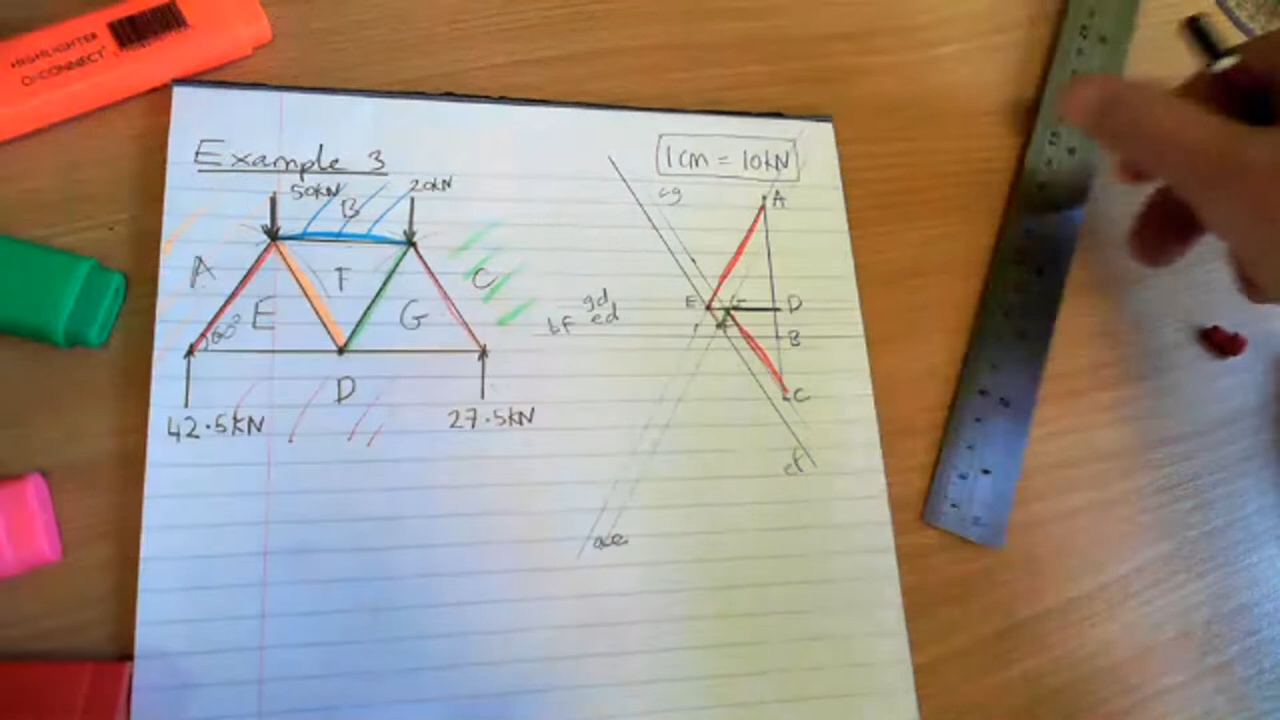 HIGHLIGHTER
Q-CONNECT
Example 3
1cm = 10kN
50kN
B
20kN
A
E
F
G
C
60°
D
42.5kN
27.5kN
cg
A
E
G
D
gd
bf
ed
B
C
ef
ae